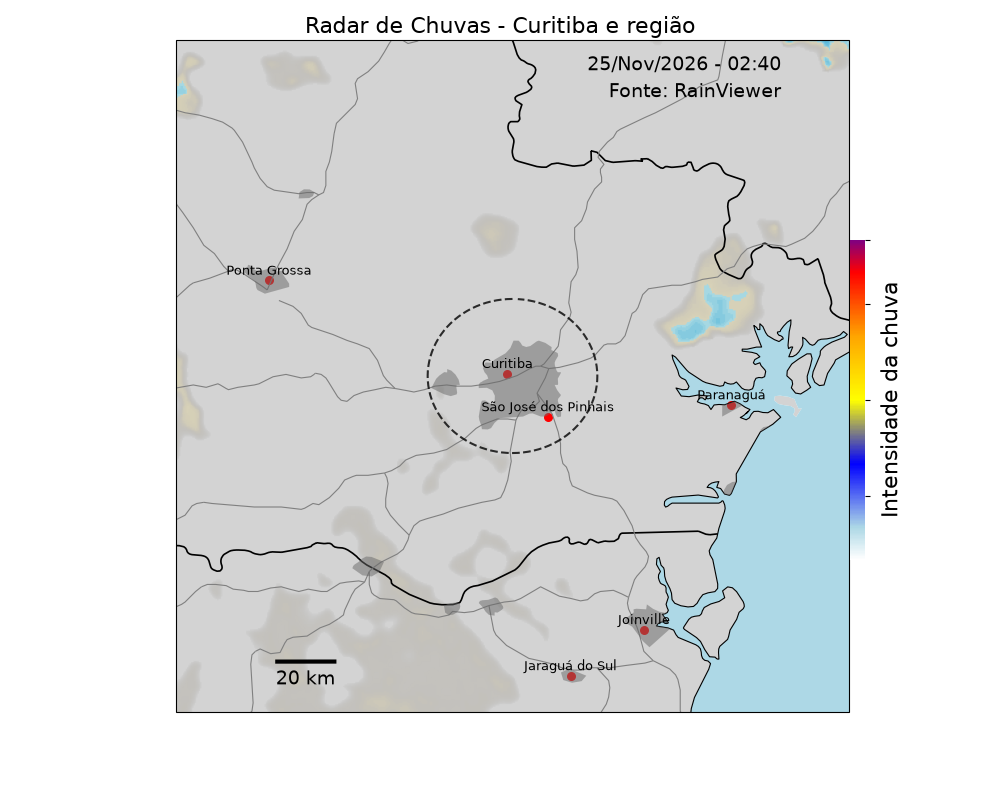 Radar de Chuvas - Curitiba e região
25/Nov/2026 - 02:40
Fonte: RainViewer
Ponta Grossa
Curitiba
Paranaguá
São José dos Pinhais
Intensidade da chuva
Joinville
Jaraguá do Sul
20 km